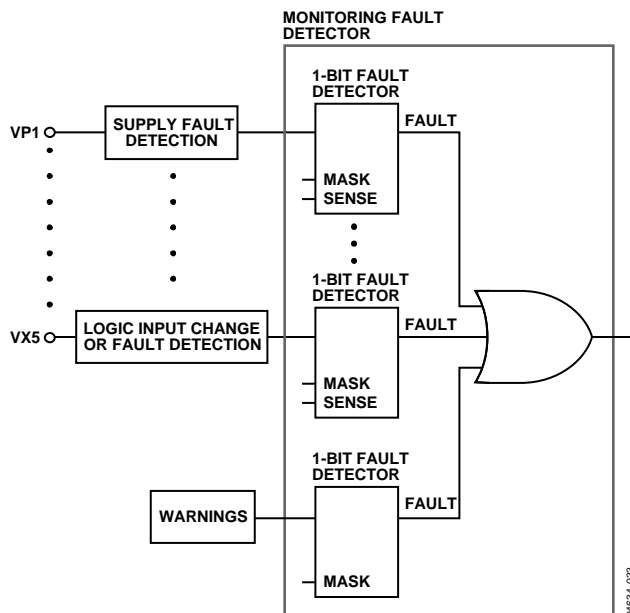 MONITORING FAULT
DETECTOR
1-BIT FAULT
DETECTOR
VP1
SUPPLY FAULT
DETECTION
FAULT
MASK
SENSE
1-BIT FAULT
DETECTOR
VX5
LOGIC INPUT CHANGE
OR FAULT DETECTION
FAULT
MASK
SENSE
1-BIT FAULT
DETECTOR
WARNINGS
FAULT
MASK